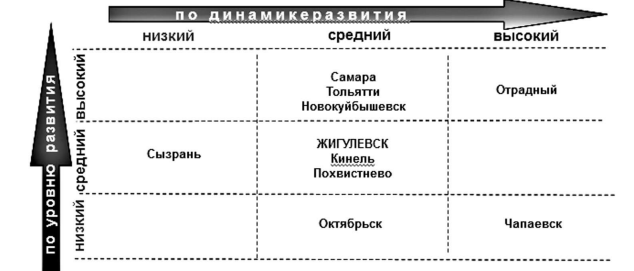 по динамикеразвития
низкий средний высокий
по уровню развития
высокий
Самара
Тольятти
Новокуйбышевск
Отрадный
средний
Сызрань
ЖИГУЛЕВСК
Кинель
Похвистнево
низкий
Октябрьск
Чапаевск